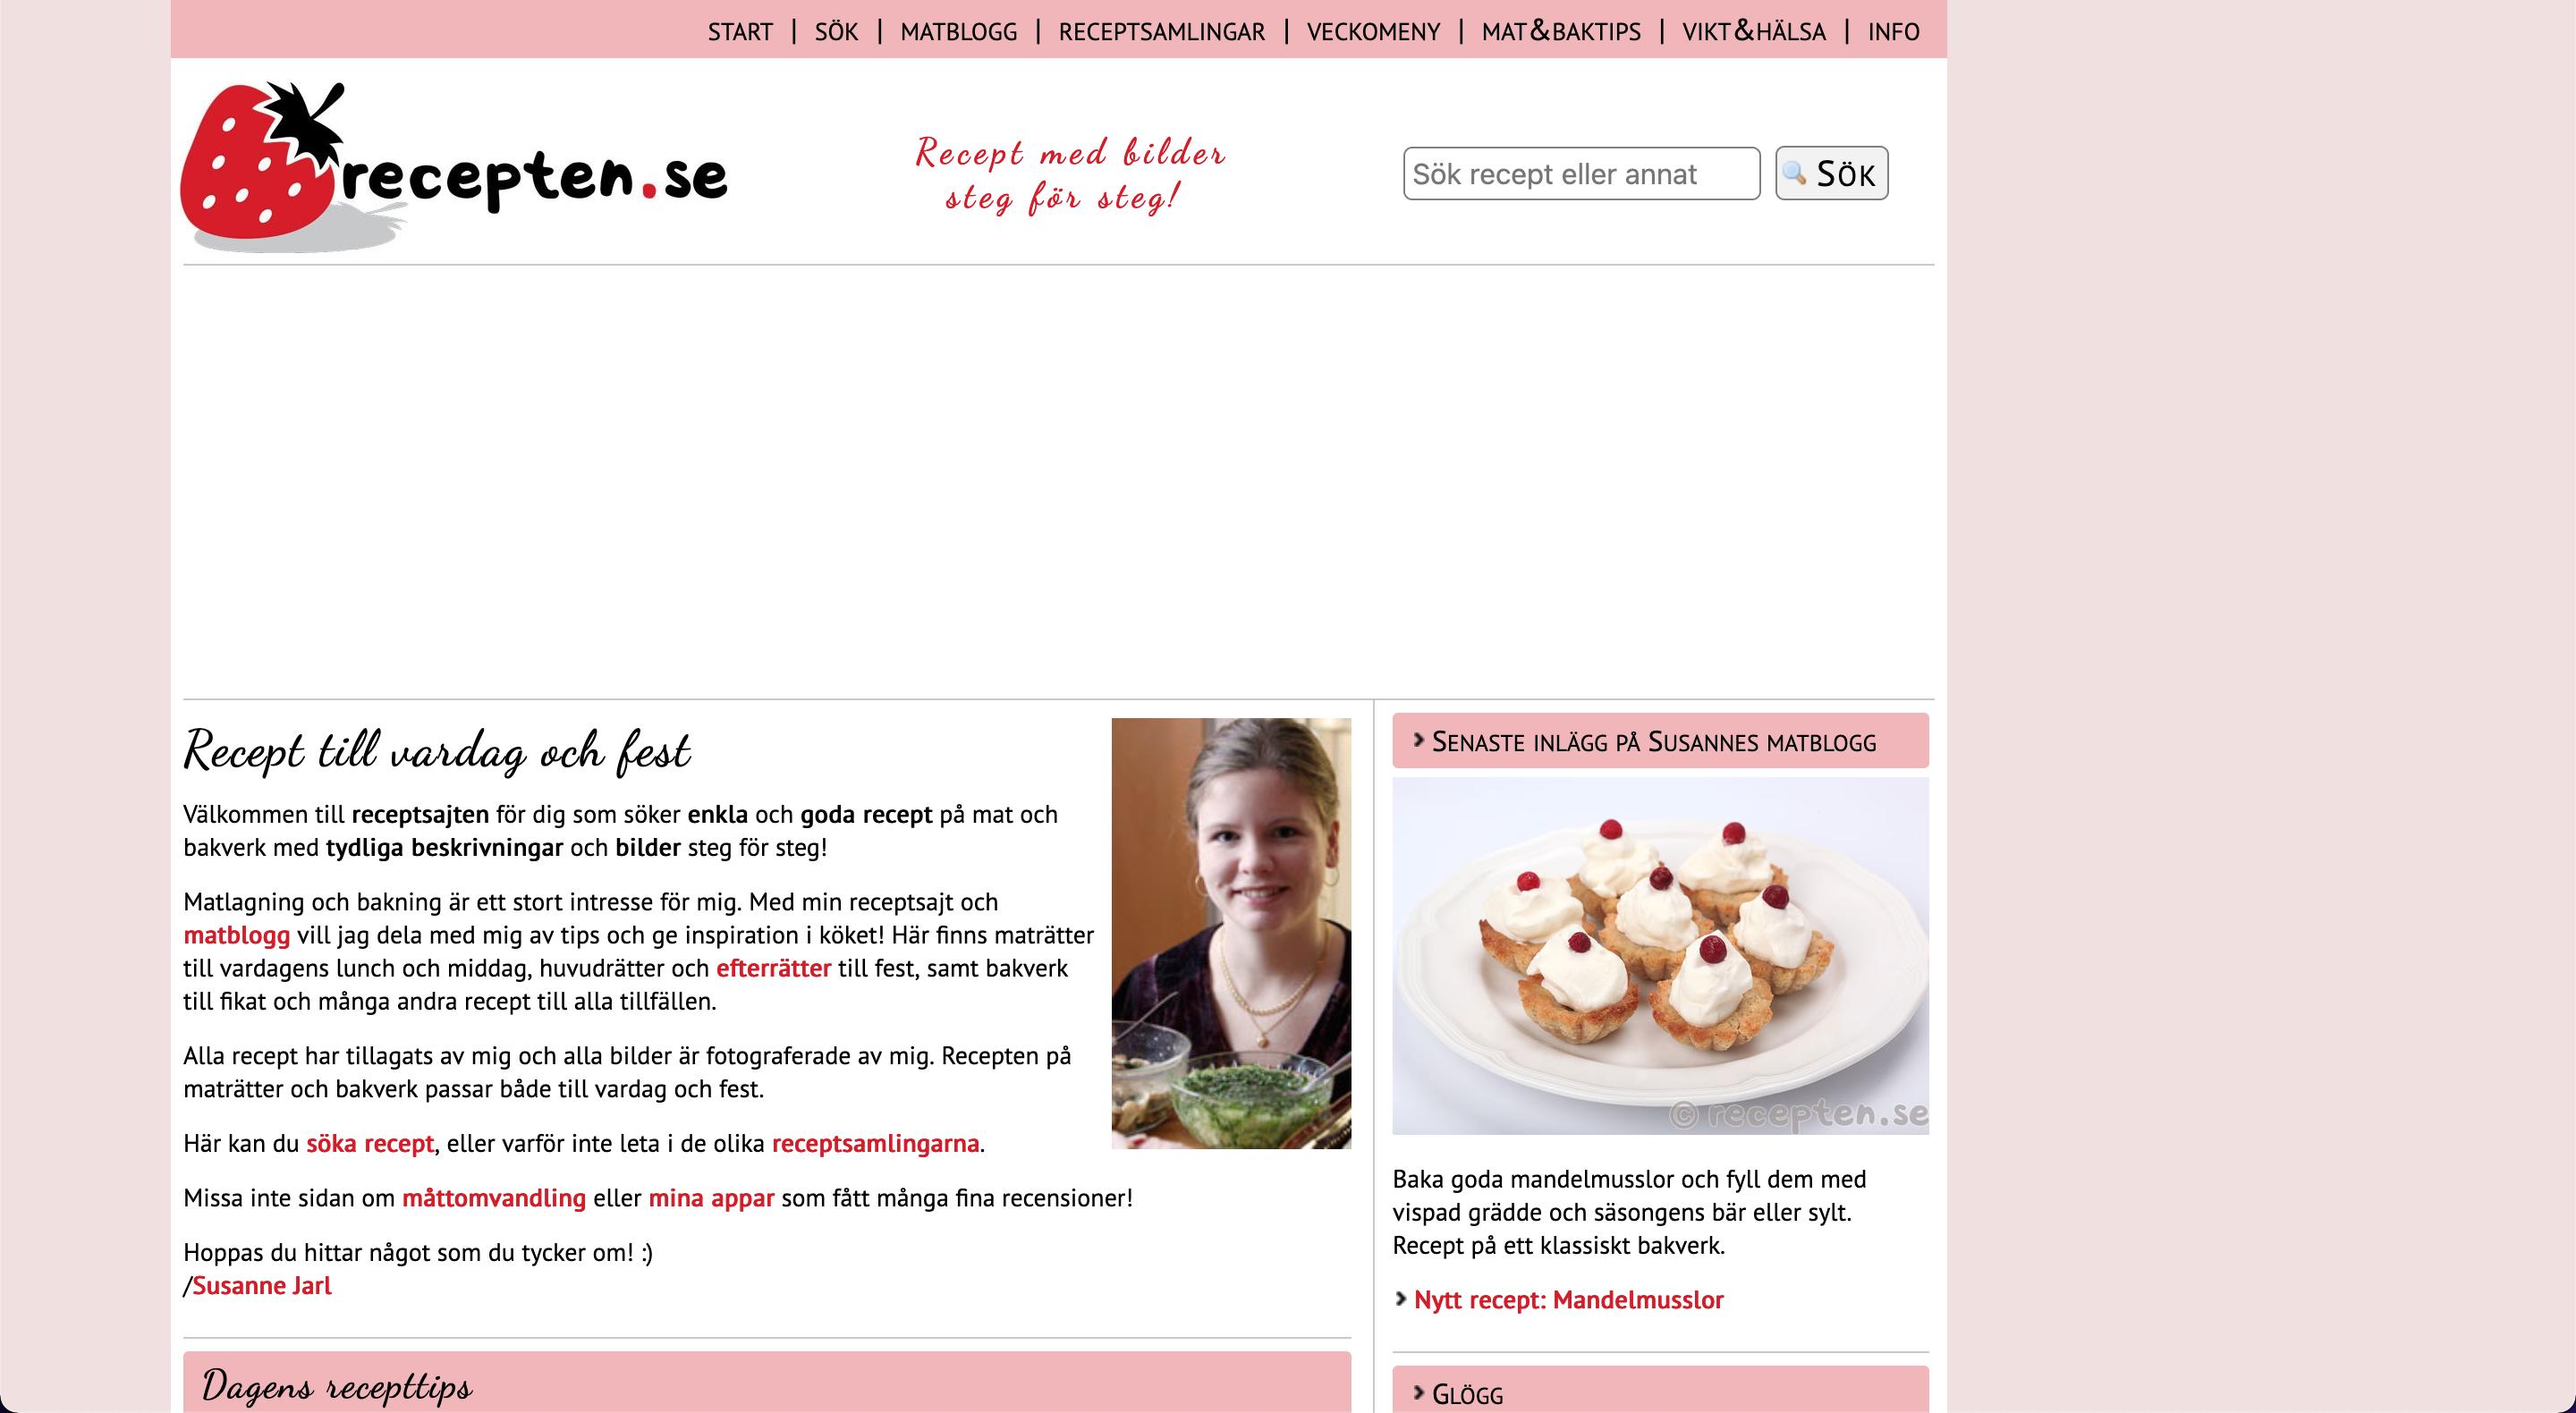 START | SÖK | MATBLOGG | RECEPTSAMLINGAR | VECKOMENY | MAT&BAKTIPS | VIKT&HÄLSA | INFO
recepten.se
Recept med bilder
steg för steg!
Sök recept eller annat
SÖK
Recept till vardag och fest
Välkommen till receptsajten för dig som söker enkla och goda recept på mat och
bakverk med tydliga beskrivningar och bilder steg för steg!
Matlagning och bakning är ett stort intresse för mig. Med min receptsajt och
matblogg vill jag dela med mig av tips och ge inspiration i köket! Här finns maträtter
till vardagens lunch och middag, huvudrätter och efterrätter till fest, samt bakverk
till fikat och många andra recept till alla tillfällen.
Alla recept har tillagats av mig och alla bilder är fotograferade av mig. Recepten på
maträtter och bakverk passar både till vardag och fest.
Här kan du söka recept, eller varför inte leta i de olika receptsamlingarna.
Missa inte sidan om måttomvandling eller mina appar som fått många fina recensioner!
Hoppas du hittar något som du tycker om! :)
/Susanne Jarl
Dagens recepttips
SENASTE INLÄGG PÅ SUSANNES MATBLOGG
© recepten.se
Baka goda mandelmusslor och fyll dem med
vispad grädde och säsongens bär eller sylt.
Recept på ett klassiskt bakverk.
Nytt recept: Mandelmusslor
GLÖGG